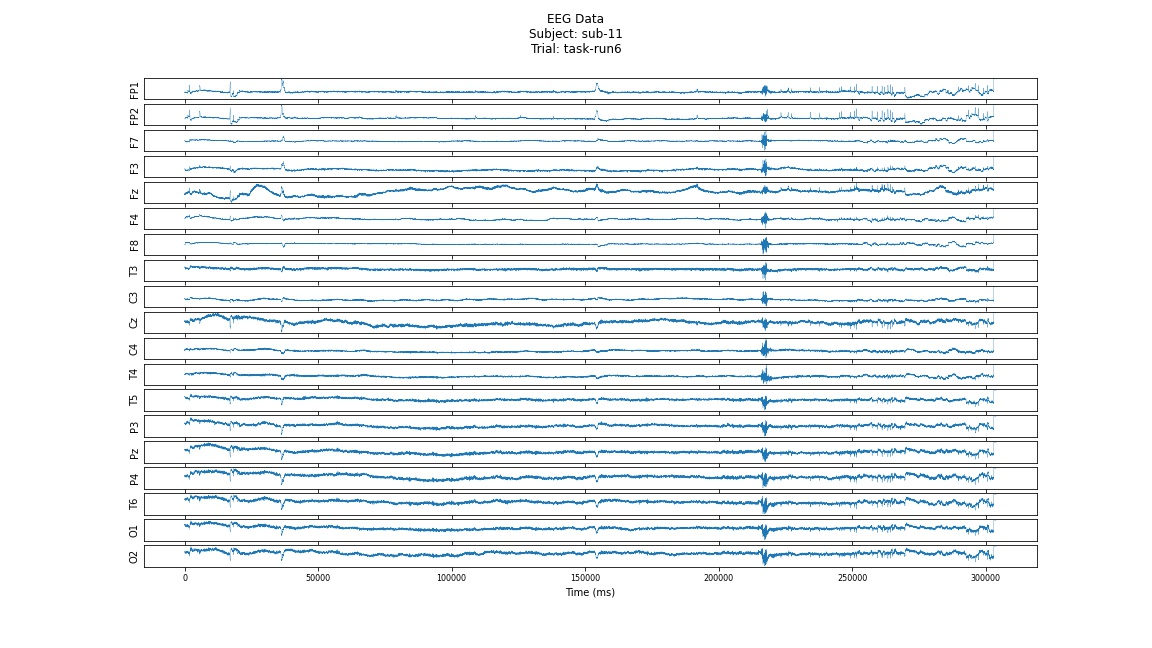 EEG Data
Subject: sub-11
Trial: task-run6
FP1
FP2
F7
F3
Fz
F4
F8
T3
C3
Cz
C4
T4
T5
P3
Pz
P4
T6
O1
O2
0 50000 100000 150000 200000 250000 300000
Time (ms)